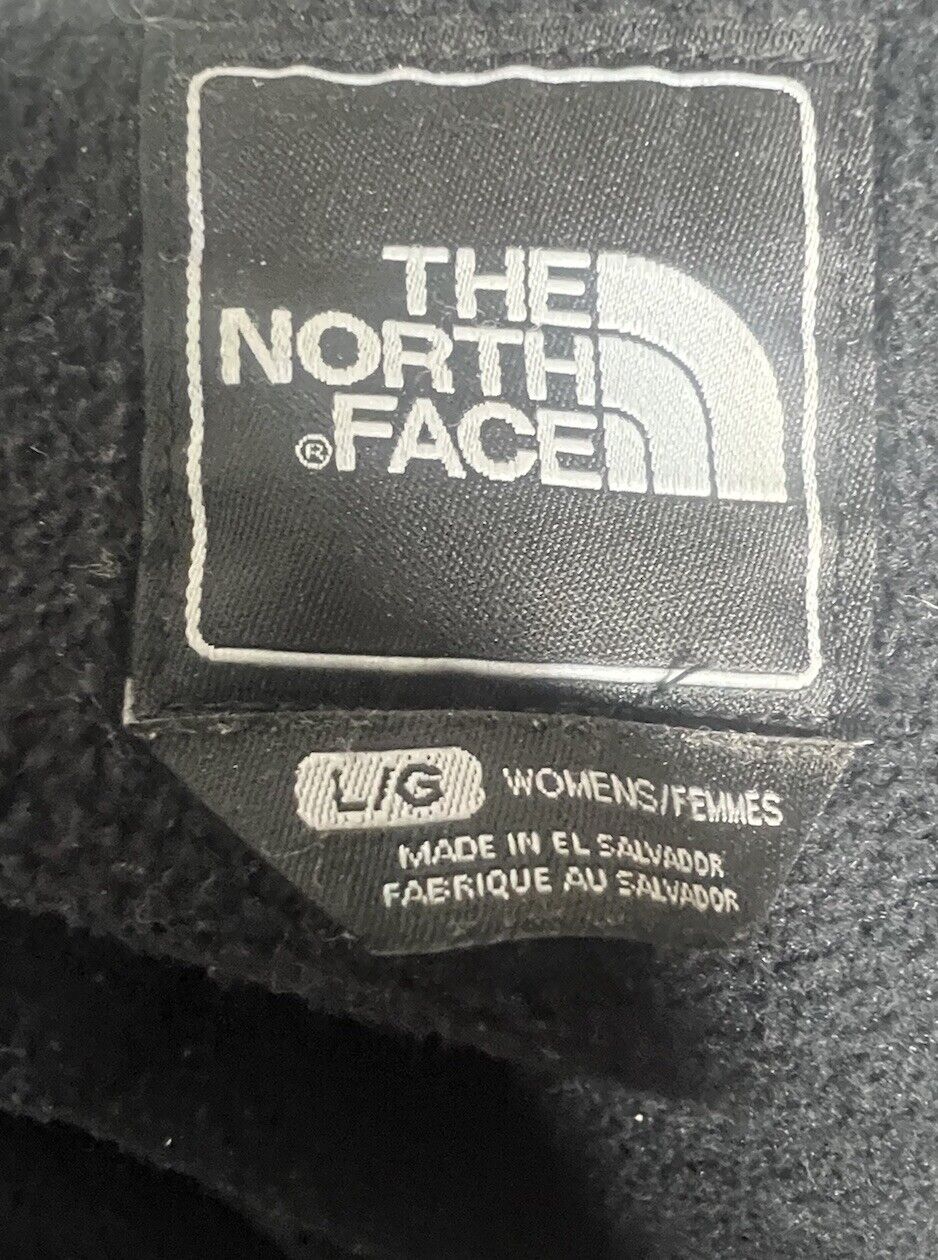 THE
NORTH
®FACE
L/G WOMENS/FEMMES
MADE IN EL SALVADOR
FABRIQUE AU SALVADOR